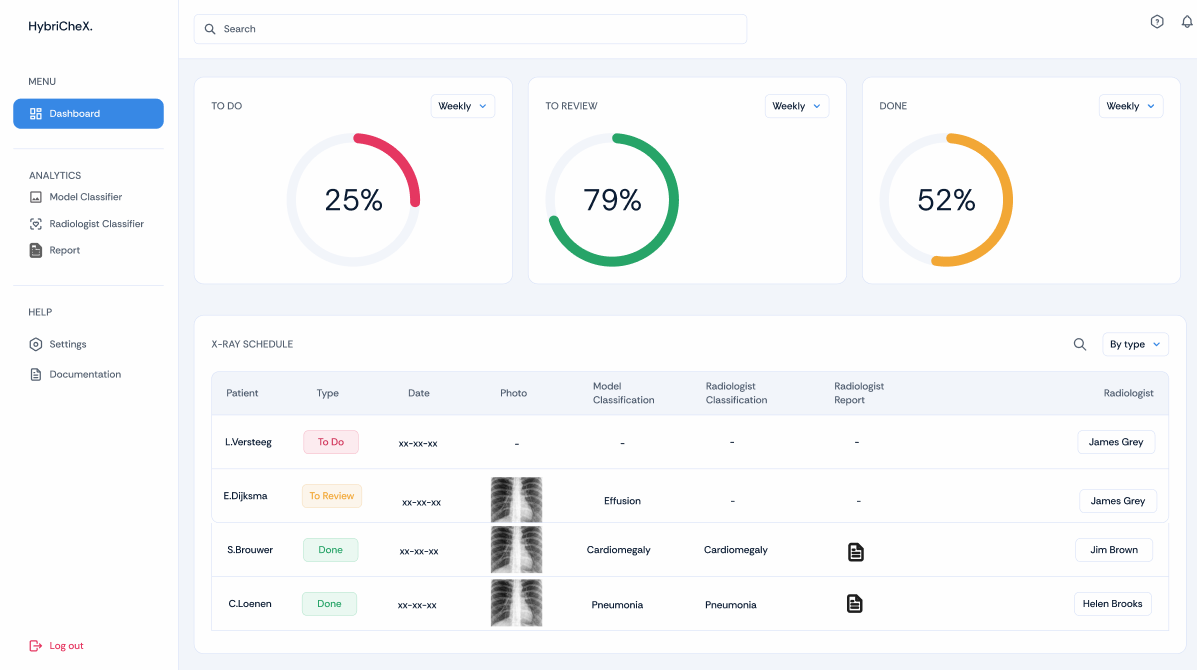 HybriCheX.
Search
MENU
Dashboard
ANALYTICS
Model Classifier
Radiologist Classifier
Report
HELP
Settings
Documentation
Log out
TO DO
Weekly
25%
TO REVIEW
Weekly
79%
DONE
Weekly
52%
X-RAY SCHEDULE
By type
Patient Type Date Photo Model Classification Radiologist Classification Radiologist Report Radiologist
L.Versteeg To Do xx-xx-xx - - - - James Grey
E.Dijksma To Review xx-xx-xx Effusion - - James Grey
S.Brouwer Done xx-xx-xx Cardiomegaly Cardiomegaly Jim Brown
C.Loenen Done xx-xx-xx Pneumonia Pneumonia Helen Brooks